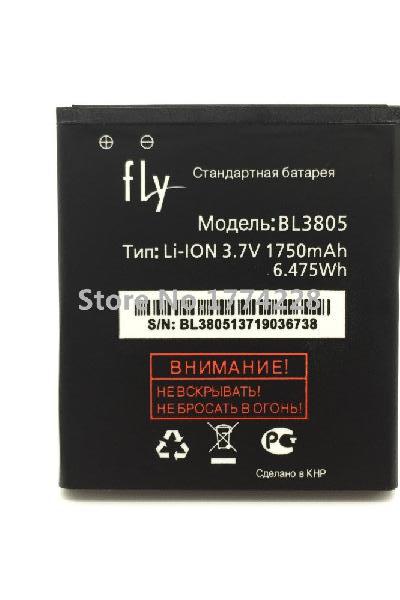 fly
Стандартная батарея
Модель:BL3805
Тип: Li-ION 3.7V 1750mAh
6.475Wh
Store No: 1774228
S/N: BL380513719036738
ВНИМАНИЕ!
НЕ ВСКРЫВАТЬ!
НЕ БРОСАТЬ В ОГОНЬ!
Сделано в КНР